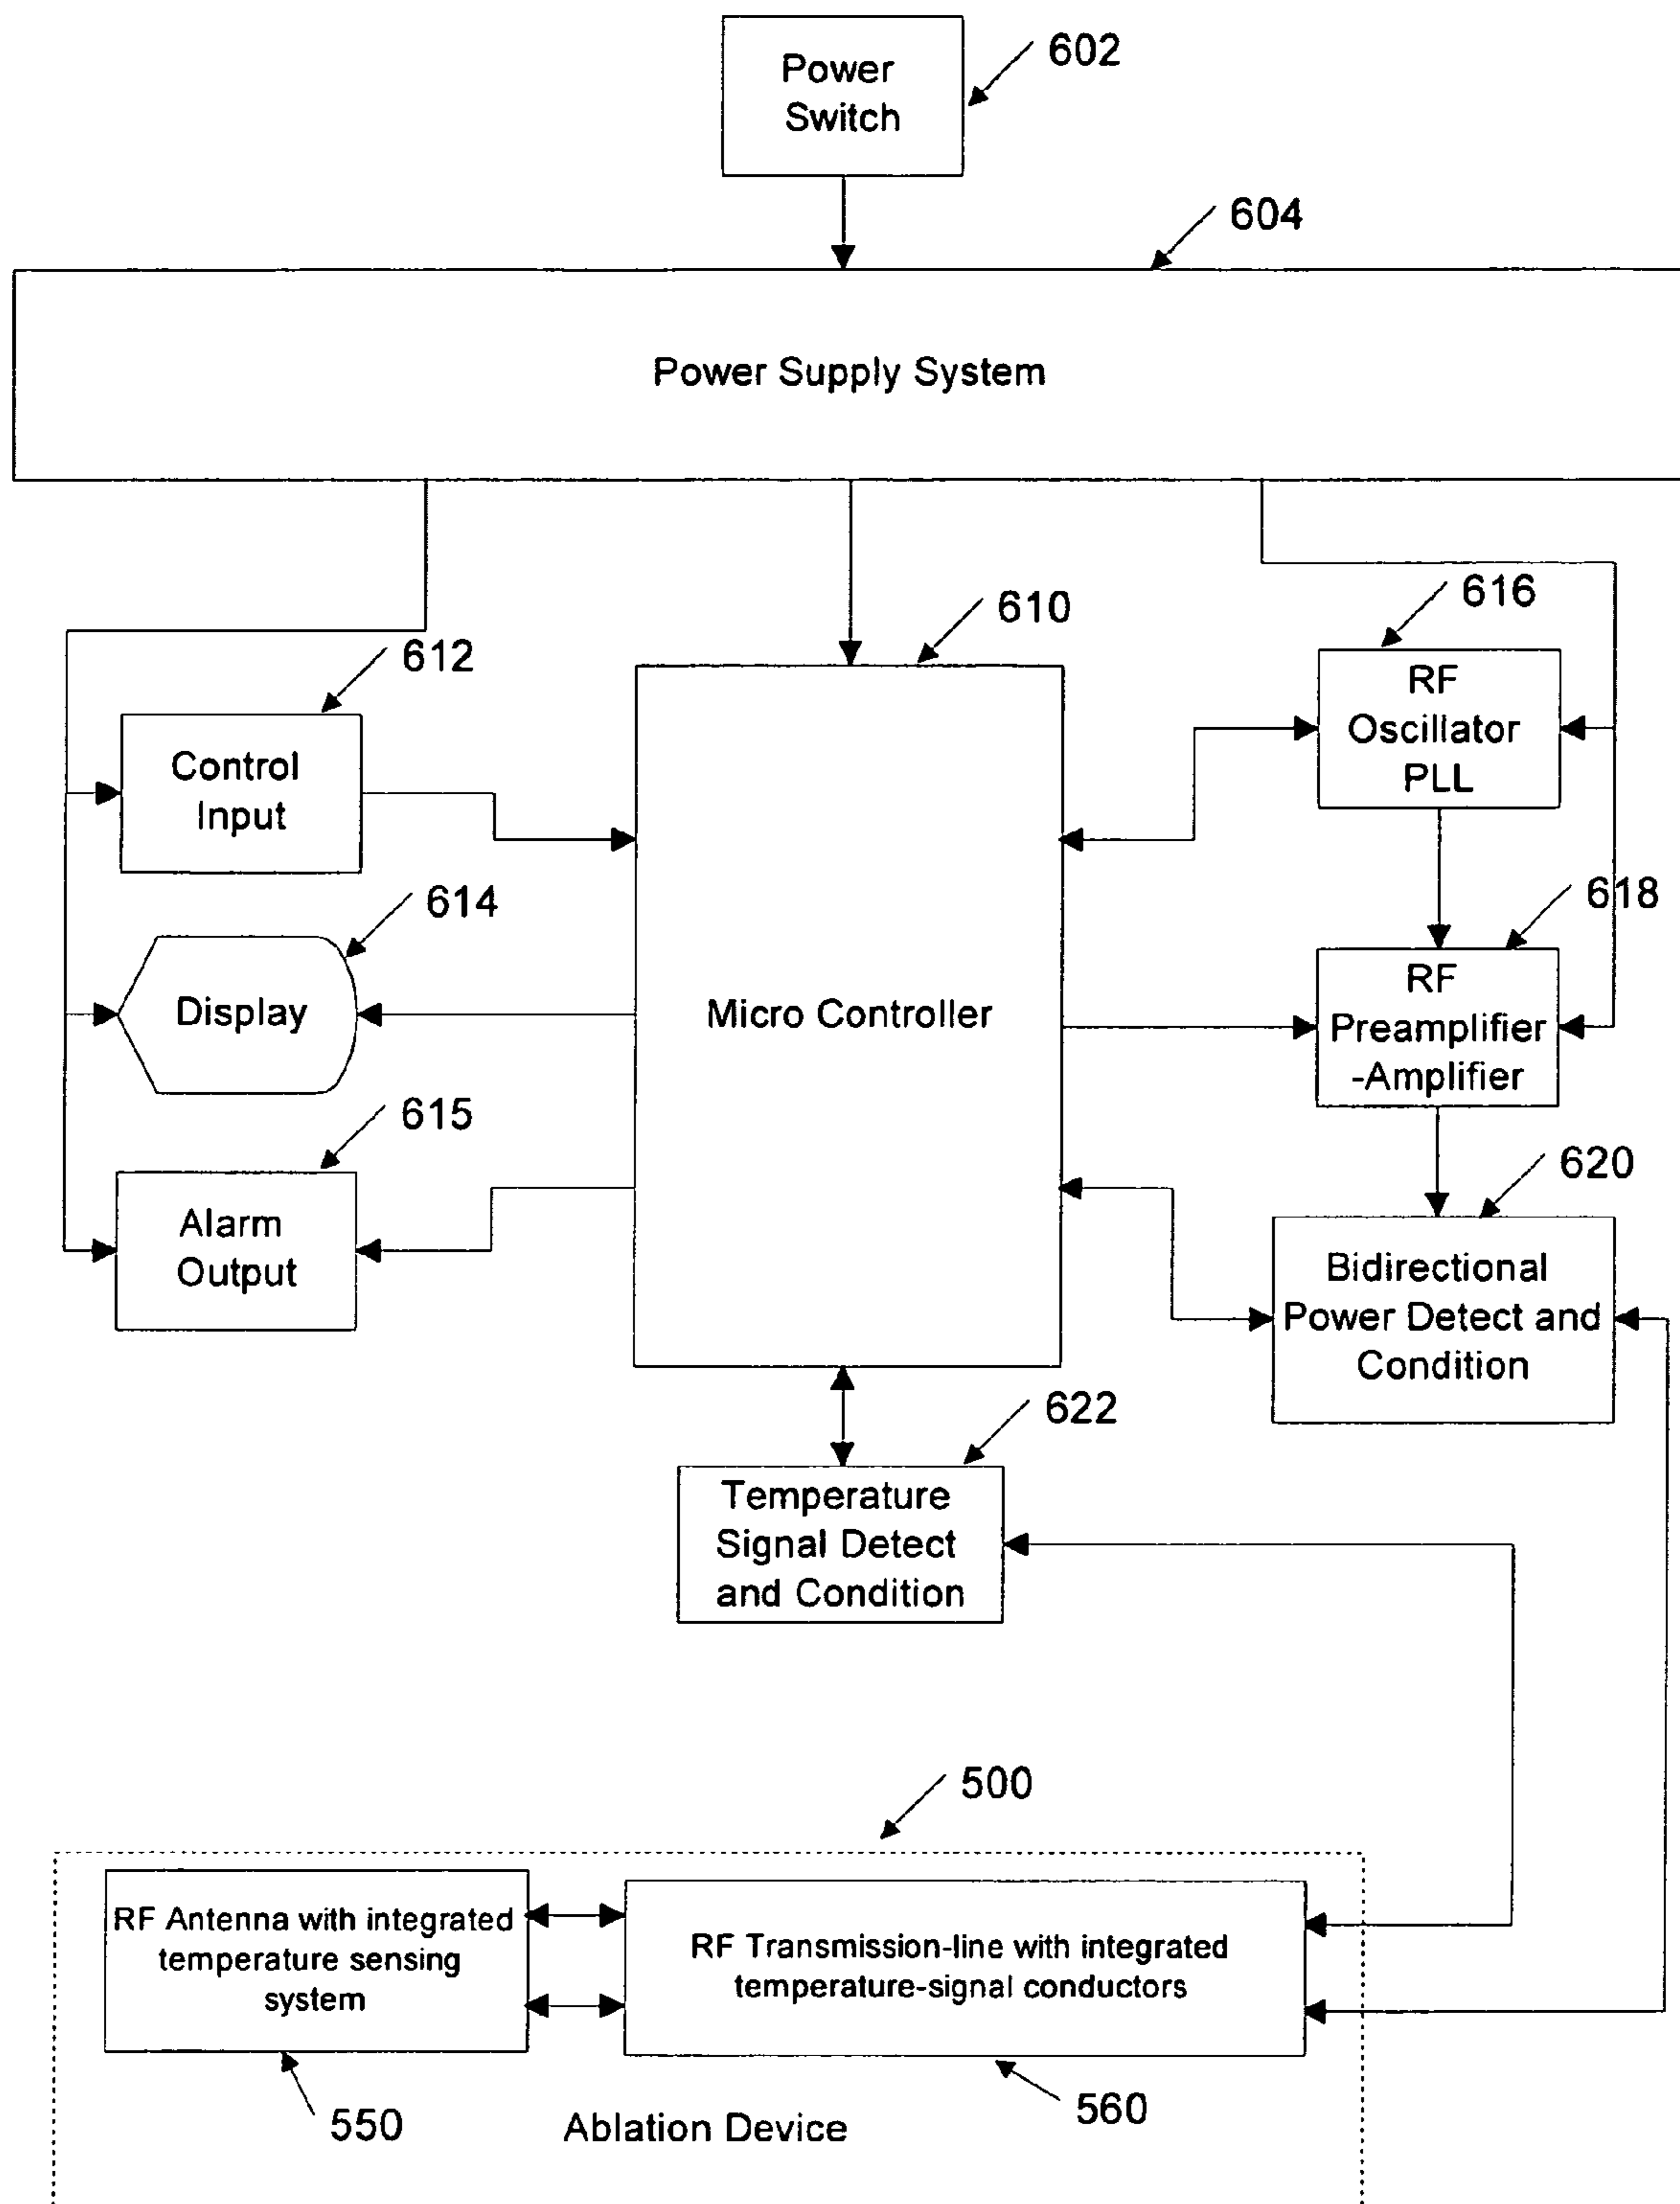 602
Power
Switch
604
Power Supply System
616
610
612
RF
Oscillator
PLL
Control
Input
614
618
Display
Micro Controller
RF
Preamplifier
-Amplifier
615
620
Alarm
Output
Bidirectional
Power Detect and
Condition
622
Temperature
Signal Detect
and Condition
500
RF Antenna with integrated
temperature sensing
system
RF Transmission-line with integrated
temperature-signal conductors
550
560
Ablation Device